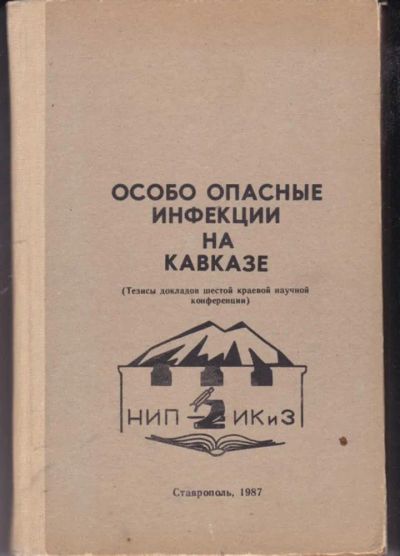 ОСОБО ОПАСНЫЕ
ИНФЕКЦИИ
НА
КАВКАЗЕ
(Тезисы докладов шестой краевой научной
конференции)
НИП ИКиЗ
Ставрополь, 1987